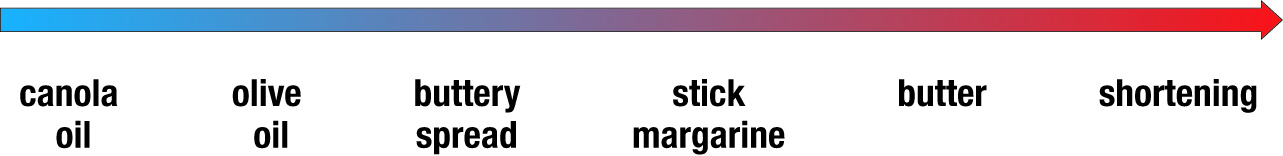 canola
oil
olive
oil
buttery
spread
stick
margarine
butter
shortening